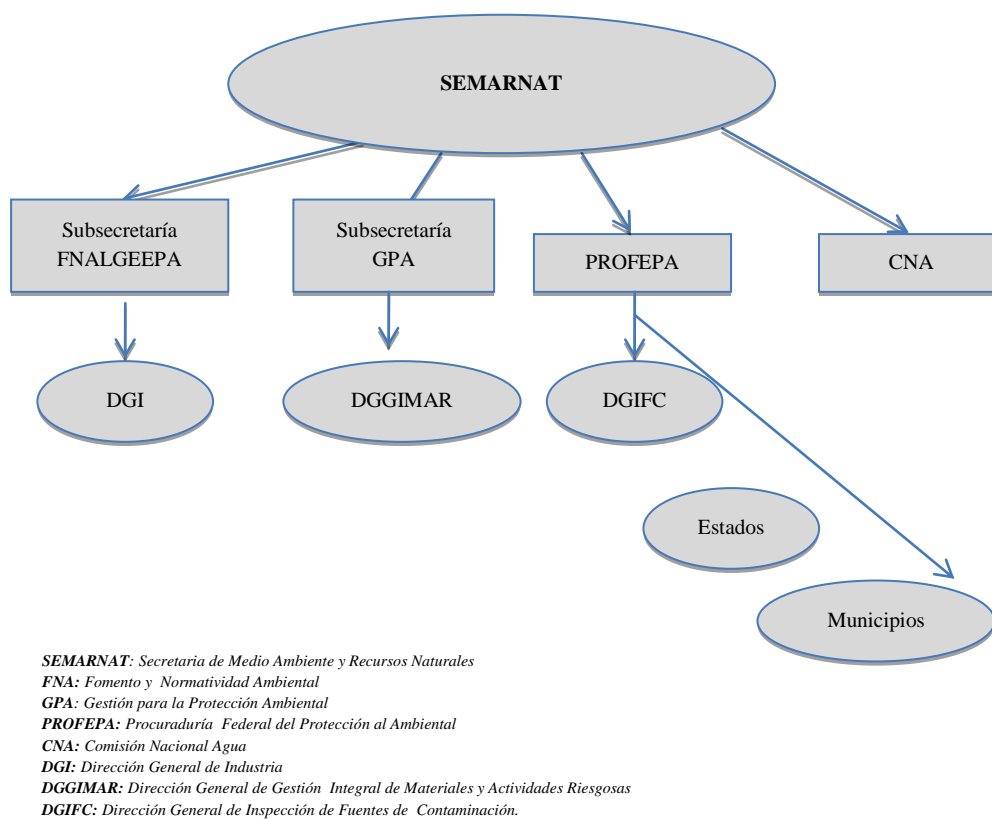 SEMARNAT
Subsecretaría
FNALGEEPA
Subsecretaría
GPA
PROFEPA
CNA
DGI
DGGIMAR
DGIFC
Estados
Municipios
SEMARNAT: Secretaria de Medio Ambiente y Recursos Naturales
FNA: Fomento y Normatividad Ambiental
GPA: Gestión para la Protección Ambiental
PROFEPA: Procuraduría Federal del Protección al Ambiental
CNA: Comisión Nacional Agua
DGI: Dirección General de Industria
DGGIMAR: Dirección General de Gestión Integral de Materiales y Actividades Riesgosas
DGIFC: Dirección General de Inspección de Fuentes de Contaminación.